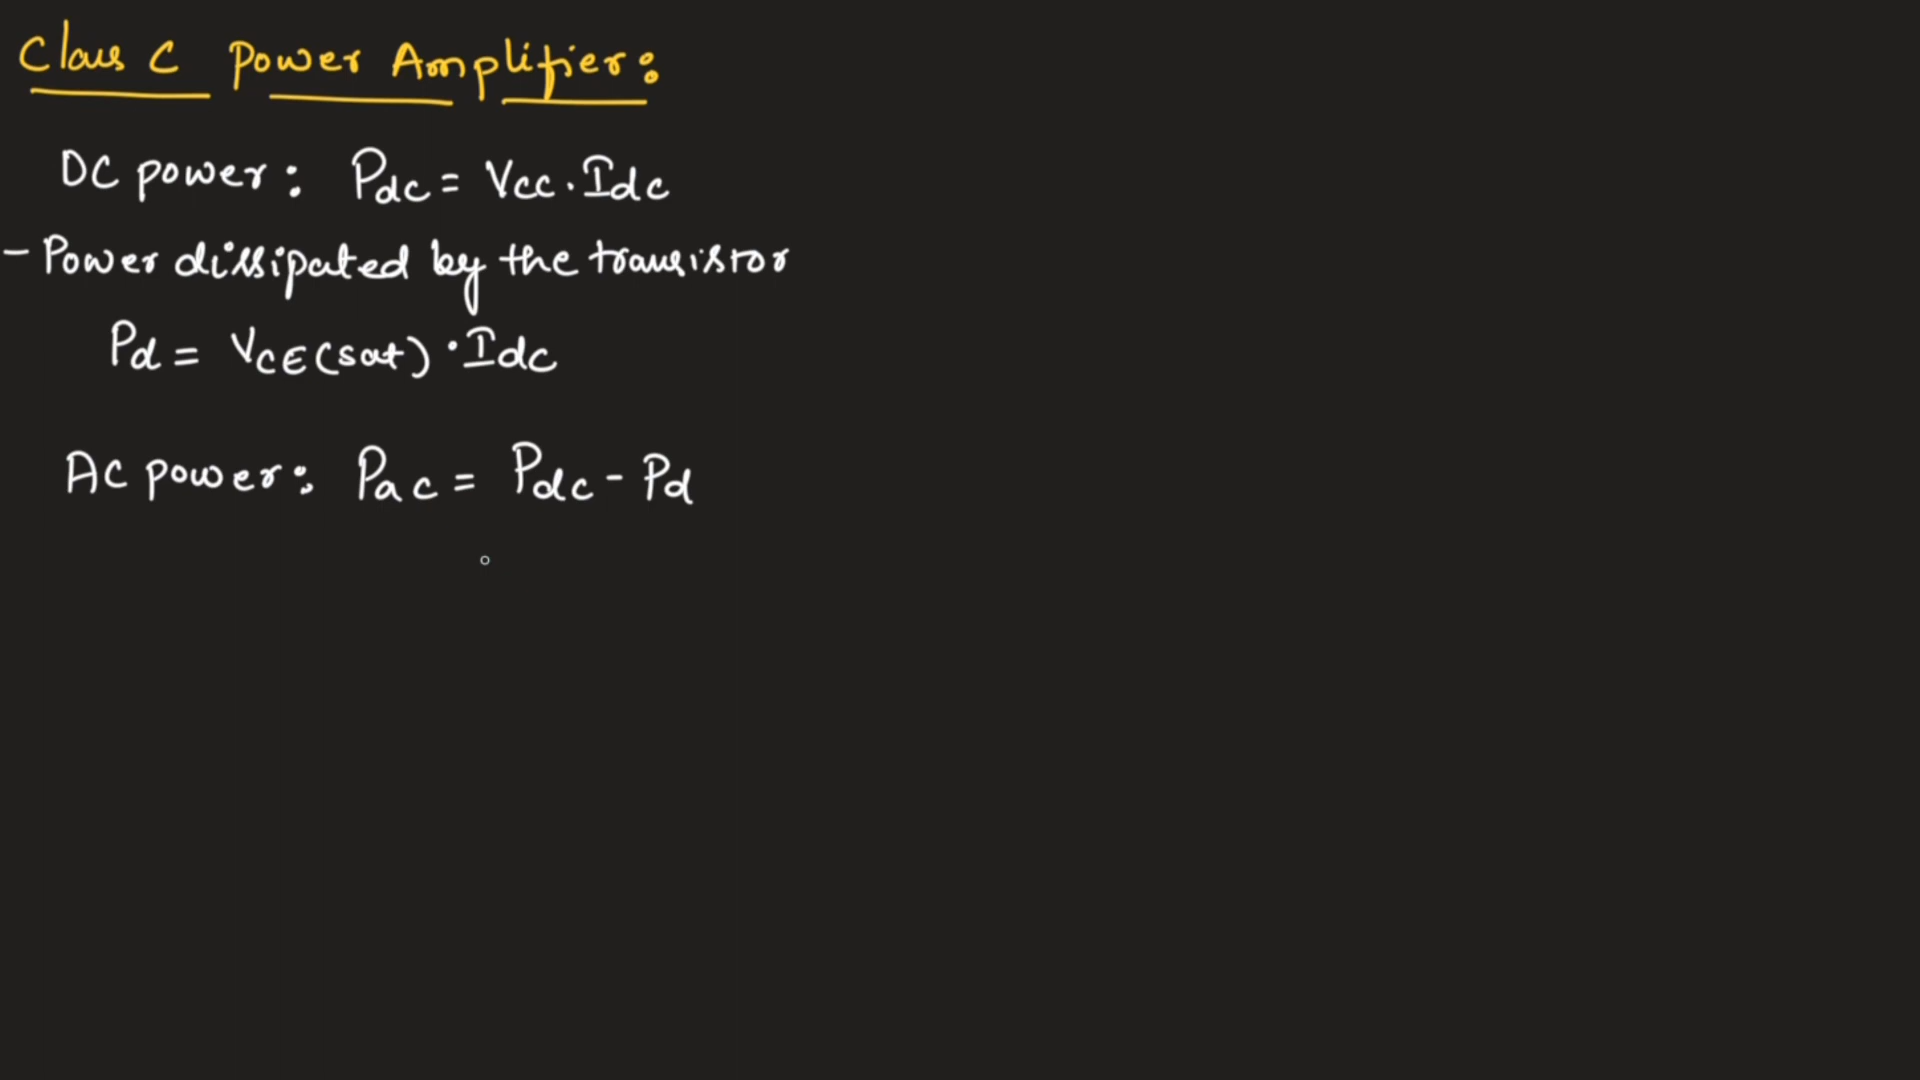 Class C Power Amplifier:
DC power: Pdc = Vcc . Idc
- Power dissipated by the transistor
Pd = VCE(sat) · Idc
AC power: Pac = Pdc - Pd